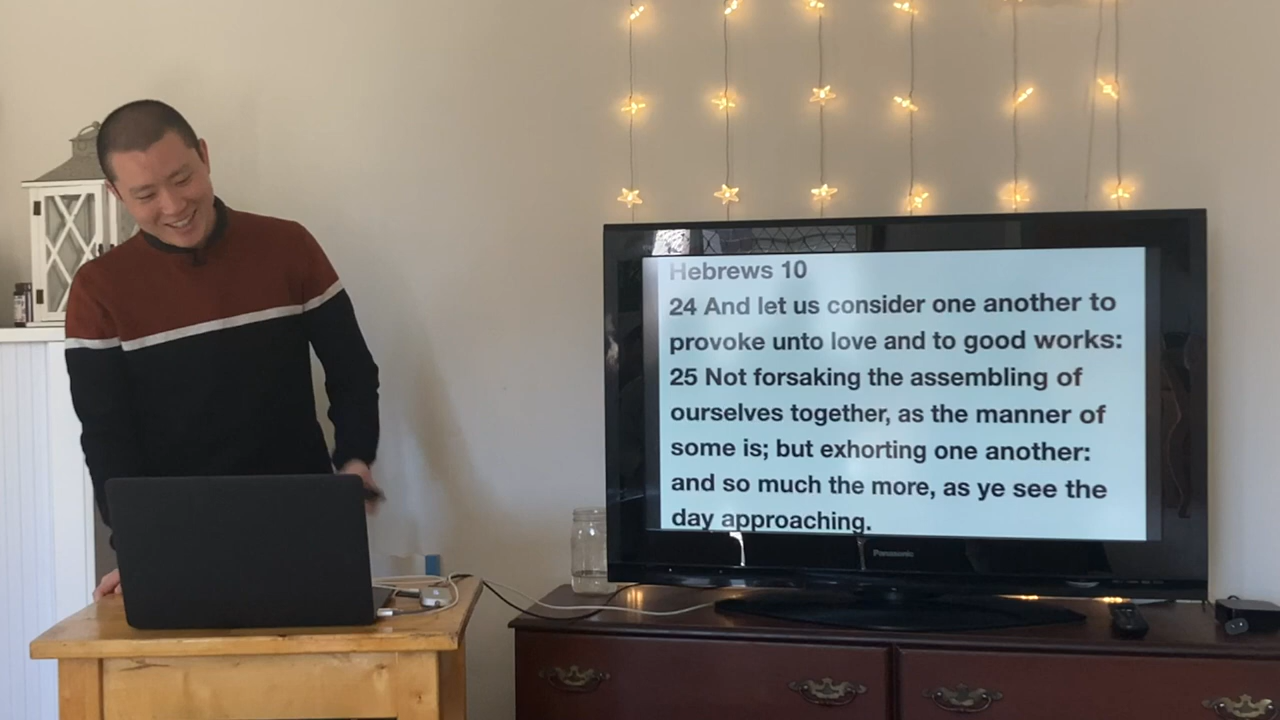 Hebrews 10
24 And let us consider one another to
provoke unto love and to good works:
25 Not forsaking the assembling of
ourselves together, as the manner of
some is; but exhorting one another:
and so much the more, as ye see the
day approaching.
Panasonic